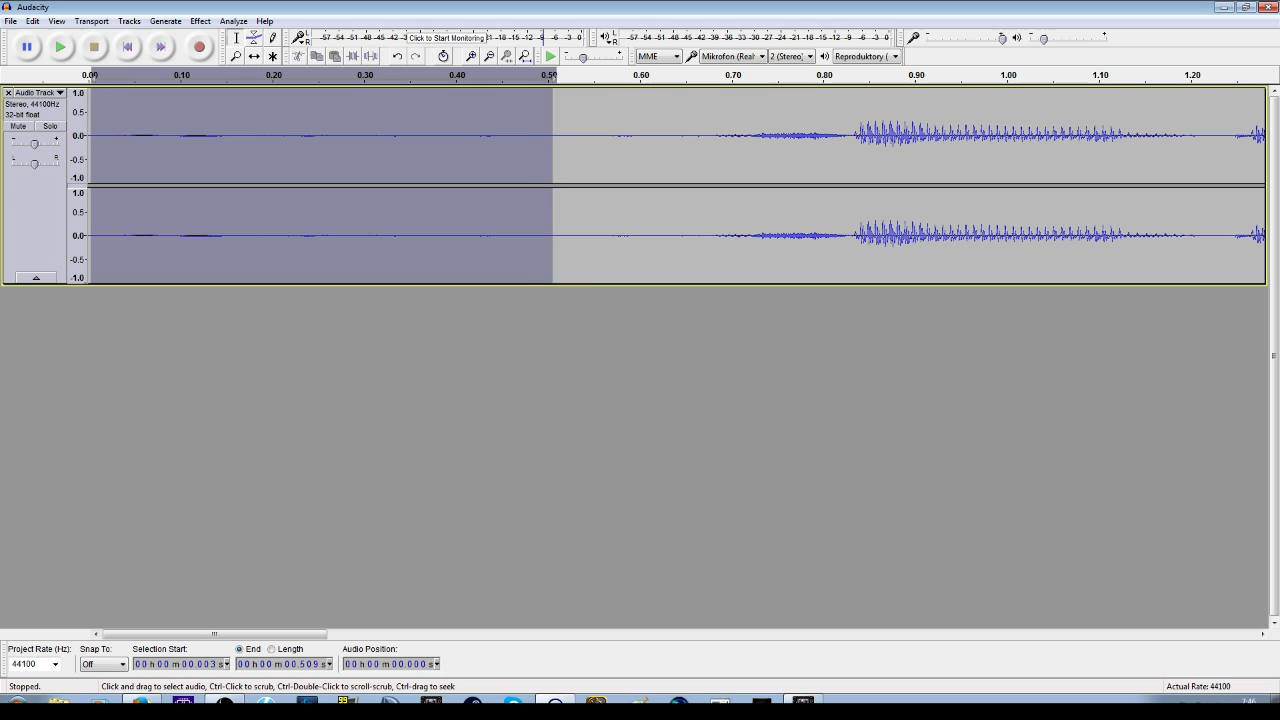 Audacity
File Edit View Transport Tracks Generate Effect Analyze Help
L R -57 -54 -51 -48 -45 -42 -3 Click to Start Monitoring -18 -15 -12 -9 -6 -3 0
L R -57 -54 -51 -48 -45 -42 -39 -36 -33 -30 -27 -24 -21 -18 -15 -12 -9 -6 -3 0
MME Mikrofon (Real 2 (Stereo) Reproduktory (
0.00 0.10 0.20 0.30 0.40 0.50 0.60 0.70 0.80 0.90 1.00 1.10 1.20
Audio Track
Stereo, 44100Hz
32-bit float
Mute Solo
- +
L R
1.0
0.5
0.0
-0.5
-1.0
1.0
0.5
0.0
-0.5
-1.0
Project Rate (Hz): Snap To: Selection Start: End Length Audio Position:
44100 Off 00 h 00 m 00.003 s 00 h 00 m 00.509 s 00 h 00 m 00.000 s
Stopped. Click and drag to select audio, Ctrl-Click to scrub, Ctrl-Double-Click to scroll-scrub, Ctrl-drag to seek Actual Rate: 44100